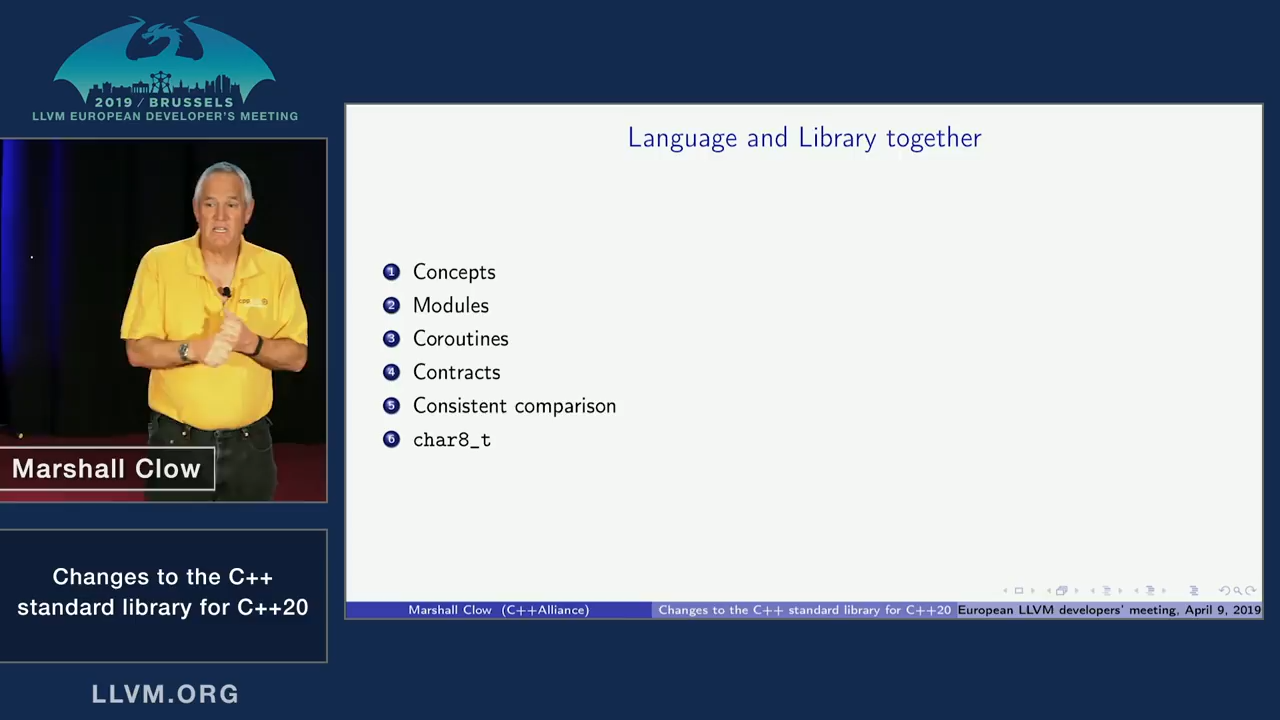 2019 / BRUSSELS
LLVM EUROPEAN DEVELOPER'S MEETING
Marshall Clow
Changes to the C++
standard library for C++20
LLVM.ORG
Language and Library together
1 Concepts
2 Modules
3 Coroutines
4 Contracts
5 Consistent comparison
6 char8_t
Marshall Clow (C++Alliance) Changes to the C++ standard library for C++20 European LLVM developers' meeting, April 9, 2019